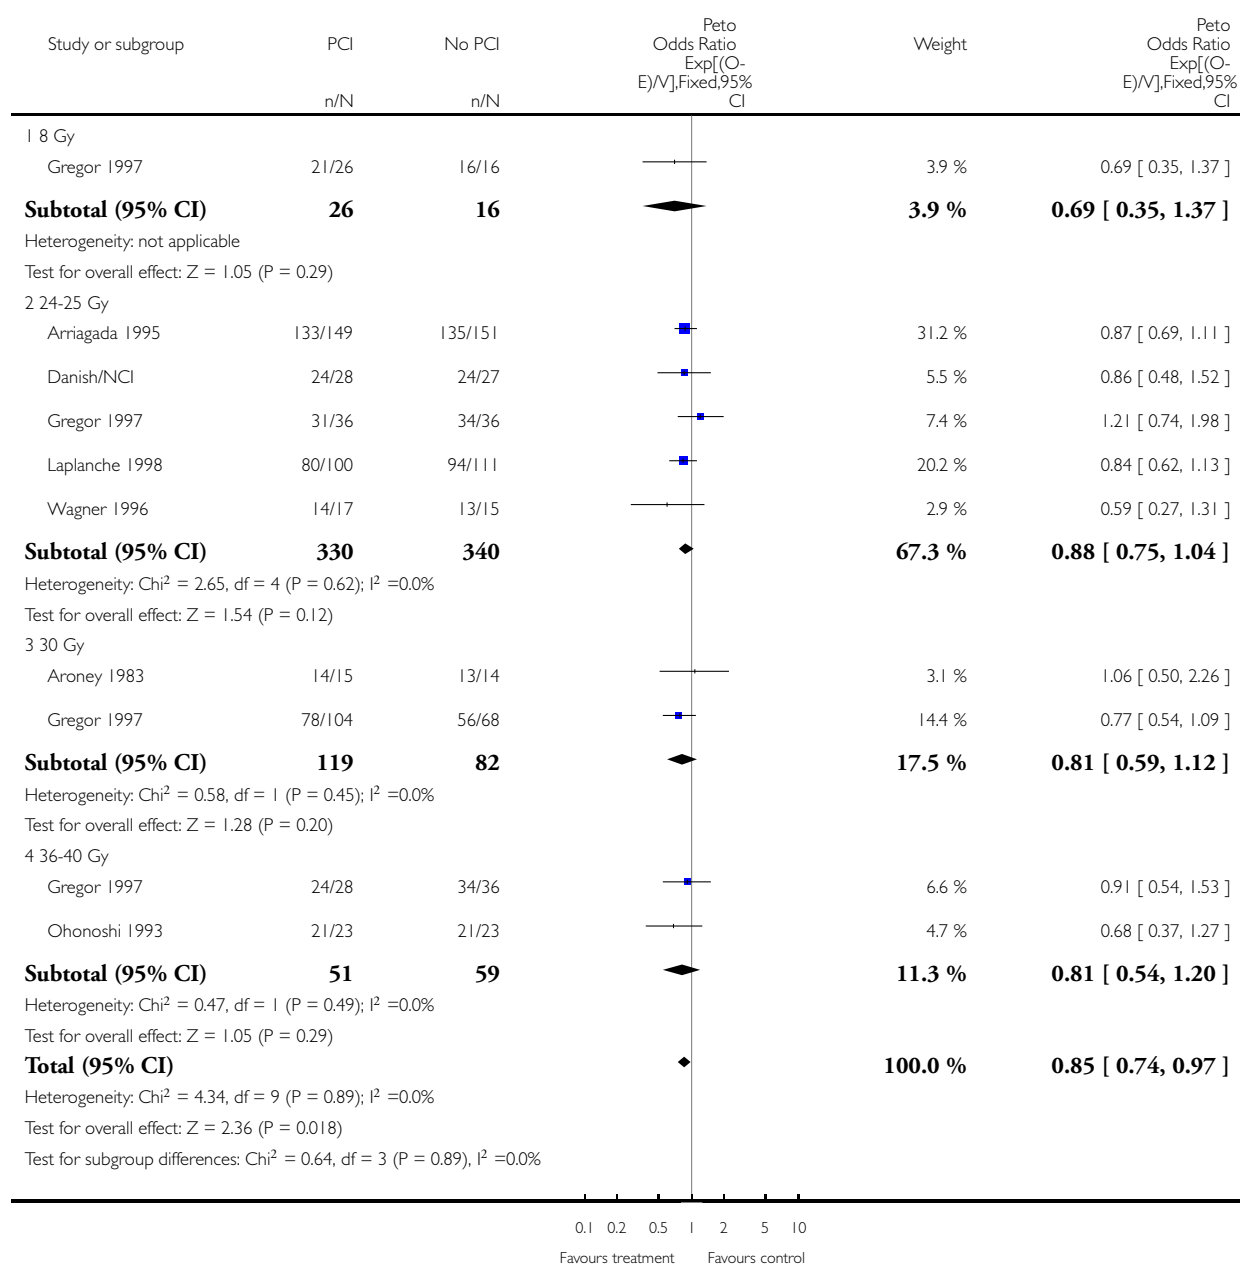 Peto Peto
Study or subgroup PCI No PCI Odds Ratio Weight Odds Ratio
Exp[(O- Exp[(O-
E)/V],Fixed,95% E)/V],Fixed,95%
n/N n/N CI CI
1 8 Gy
Gregor 1997 21/26 16/16 3.9 % 0.69 [ 0.35, 1.37 ]
Subtotal (95% CI) 26 16 3.9 % 0.69 [ 0.35, 1.37 ]
Heterogeneity: not applicable
Test for overall effect: Z = 1.05 (P = 0.29)
2 24-25 Gy
Arriagada 1995 133/149 135/151 31.2 % 0.87 [ 0.69, 1.11 ]
Danish/NCI 24/28 24/27 5.5 % 0.86 [ 0.48, 1.52 ]
Gregor 1997 31/36 34/36 7.4 % 1.21 [ 0.74, 1.98 ]
Laplanche 1998 80/100 94/111 20.2 % 0.84 [ 0.62, 1.13 ]
Wagner 1996 14/17 13/15 2.9 % 0.59 [ 0.27, 1.31 ]
Subtotal (95% CI) 330 340 67.3 % 0.88 [ 0.75, 1.04 ]
Heterogeneity: Chi² = 2.65, df = 4 (P = 0.62); I² =0.0%
Test for overall effect: Z = 1.54 (P = 0.12)
3 30 Gy
Aroney 1983 14/15 13/14 3.1 % 1.06 [ 0.50, 2.26 ]
Gregor 1997 78/104 56/68 14.4 % 0.77 [ 0.54, 1.09 ]
Subtotal (95% CI) 119 82 17.5 % 0.81 [ 0.59, 1.12 ]
Heterogeneity: Chi² = 0.58, df = 1 (P = 0.45); I² =0.0%
Test for overall effect: Z = 1.28 (P = 0.20)
4 36-40 Gy
Gregor 1997 24/28 34/36 6.6 % 0.91 [ 0.54, 1.53 ]
Ohonoshi 1993 21/23 21/23 4.7 % 0.68 [ 0.37, 1.27 ]
Subtotal (95% CI) 51 59 11.3 % 0.81 [ 0.54, 1.20 ]
Heterogeneity: Chi² = 0.47, df = 1 (P = 0.49); I² =0.0%
Test for overall effect: Z = 1.05 (P = 0.29)
Total (95% CI) 100.0 % 0.85 [ 0.74, 0.97 ]
Heterogeneity: Chi² = 4.34, df = 9 (P = 0.89); I² =0.0%
Test for overall effect: Z = 2.36 (P = 0.018)
Test for subgroup differences: Chi² = 0.64, df = 3 (P = 0.89), I² =0.0%
0.1 0.2 0.5 1 2 5 10
Favours treatment Favours control